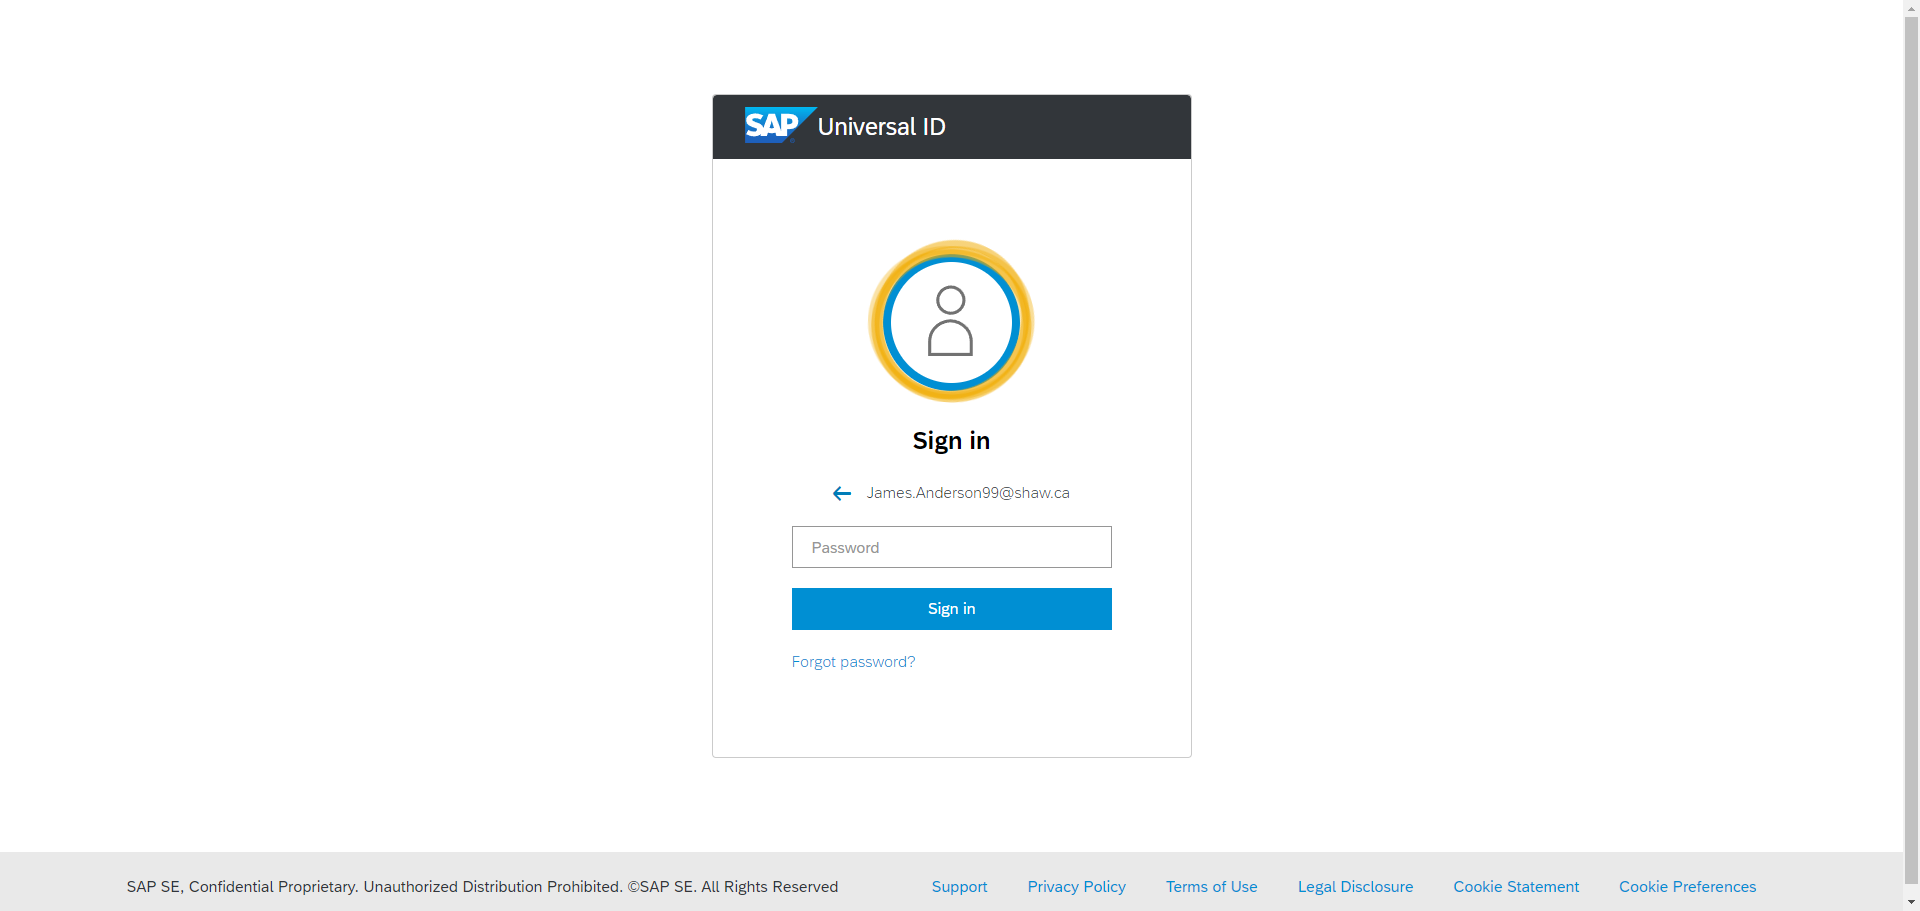 SAP Universal ID
Sign in
James.Anderson99@shaw.ca
Password
Sign in
Forgot password?
SAP SE, Confidential Proprietary. Unauthorized Distribution Prohibited. ©SAP SE. All Rights Reserved Support Privacy Policy Terms of Use Legal Disclosure Cookie Statement Cookie Preferences